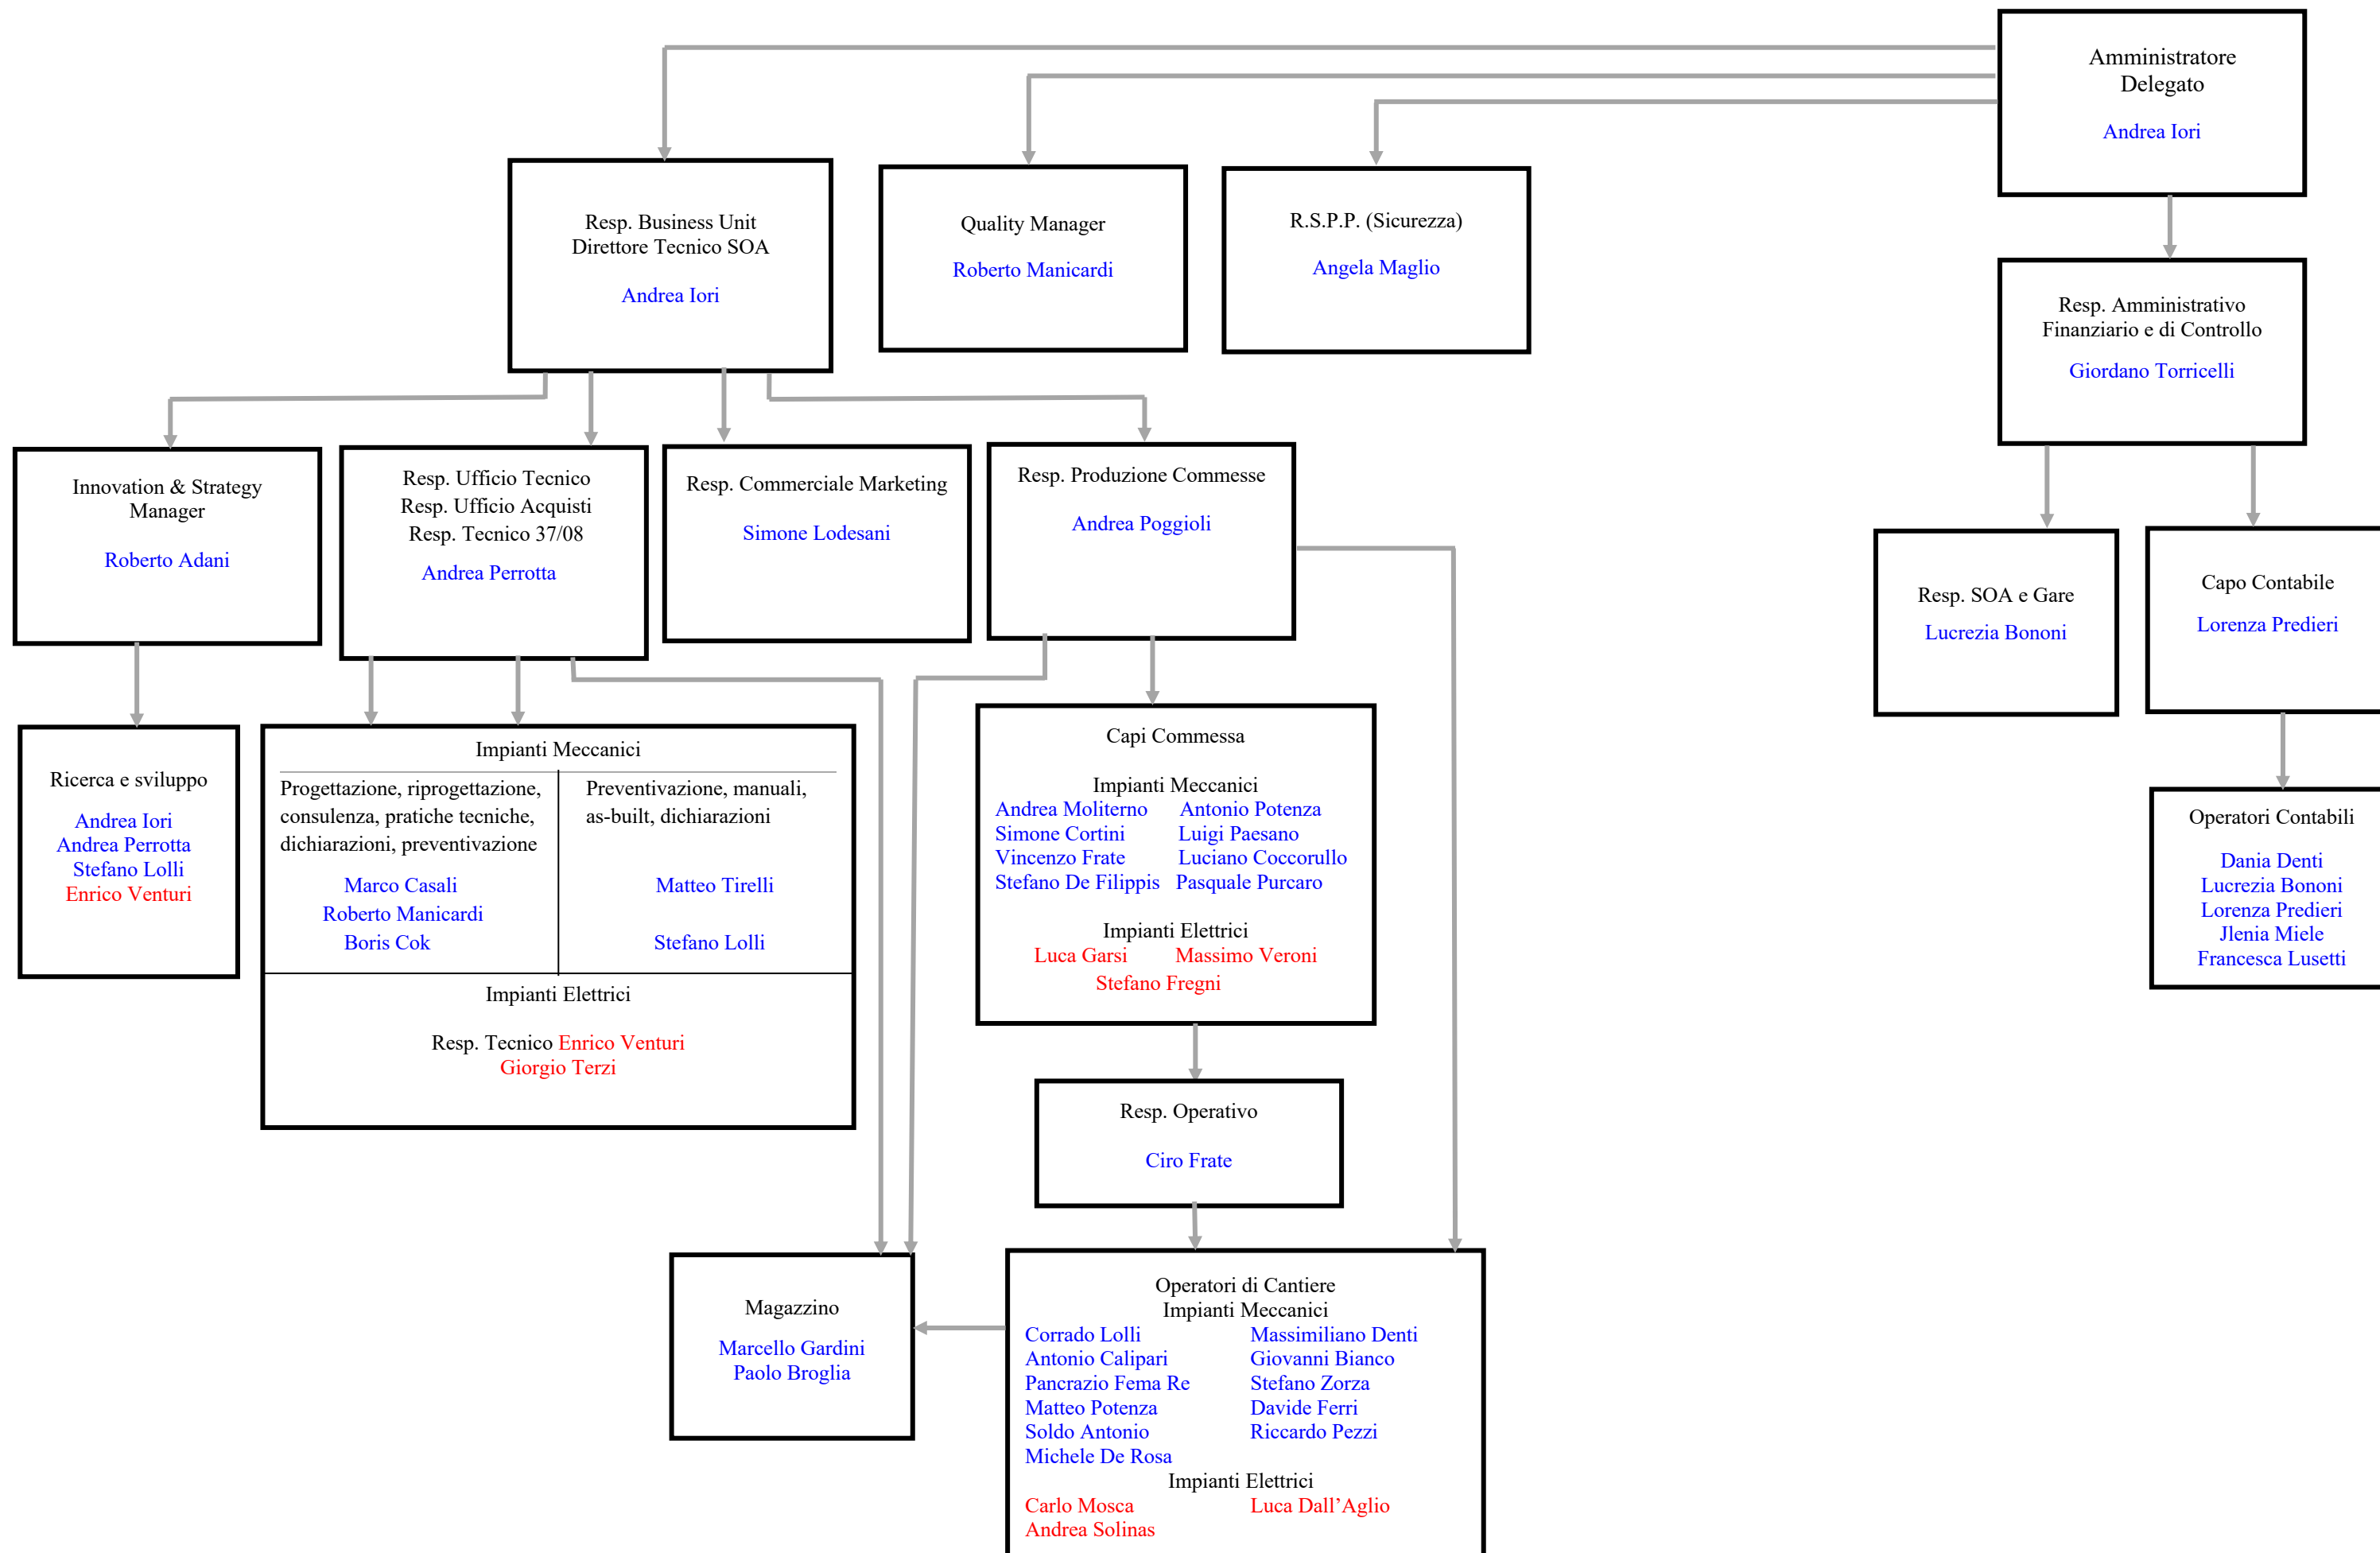 Amministratore
Delegato
Andrea Iori
Resp. Business Unit
Direttore Tecnico SOA
Andrea Iori
Quality Manager
Roberto Manicardi
R.S.P.P. (Sicurezza)
Angela Maglio
Resp. Amministrativo
Finanziario e di Controllo
Giordano Torricelli
Innovation & Strategy
Manager
Roberto Adani
Resp. Ufficio Tecnico
Resp. Ufficio Acquisti
Resp. Tecnico 37/08
Andrea Perrotta
Resp. Commerciale Marketing
Simone Lodesani
Resp. Produzione Commesse
Andrea Poggioli
Resp. SOA e Gare
Lucrezia Bononi
Capo Contabile
Lorenza Predieri
Ricerca e sviluppo
Andrea Iori
Andrea Perrotta
Stefano Lolli
Enrico Venturi
Impianti Meccanici
Progettazione, riprogettazione,
consulenza, pratiche tecniche,
dichiarazioni, preventivazione
Marco Casali
Roberto Manicardi
Boris Cok
Preventivazione, manuali,
as-built, dichiarazioni
Matteo Tirelli
Stefano Lolli
Impianti Elettrici
Resp. Tecnico Enrico Venturi
Giorgio Terzi
Capi Commessa
Impianti Meccanici
Andrea Moliterno Antonio Potenza
Simone Cortini Luigi Paesano
Vincenzo Frate Luciano Coccorullo
Stefano De Filippis Pasquale Purcaro
Impianti Elettrici
Luca Garsi Massimo Veroni
Stefano Fregni
Operatori Contabili
Dania Denti
Lucrezia Bononi
Lorenza Predieri
Jlenia Miele
Francesca Lusetti
Resp. Operativo
Ciro Frate
Magazzino
Marcello Gardini
Paolo Broglia
Operatori di Cantiere
Impianti Meccanici
Corrado Lolli Massimiliano Denti
Antonio Calipari Giovanni Bianco
Pancrazio Fema Re Stefano Zorza
Matteo Potenza Davide Ferri
Soldo Antonio Riccardo Pezzi
Michele De Rosa
Impianti Elettrici
Carlo Mosca Luca Dall’Aglio
Andrea Solinas